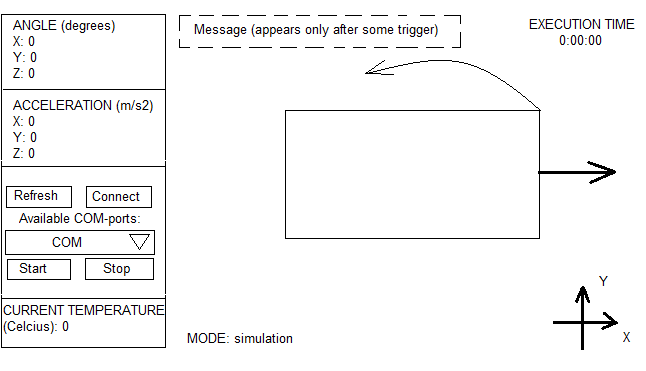 ANGLE (degrees)
X: 0
Y: 0
Z: 0
ACCELERATION (m/s2)
X: 0
Y: 0
Z: 0
Refresh
Connect
Available COM-ports:
COM
Start
Stop
CURRENT TEMPERATURE
(Celcius): 0
Message (appears only after some trigger)
EXECUTION TIME
0:00:00
Y
X
MODE: simulation